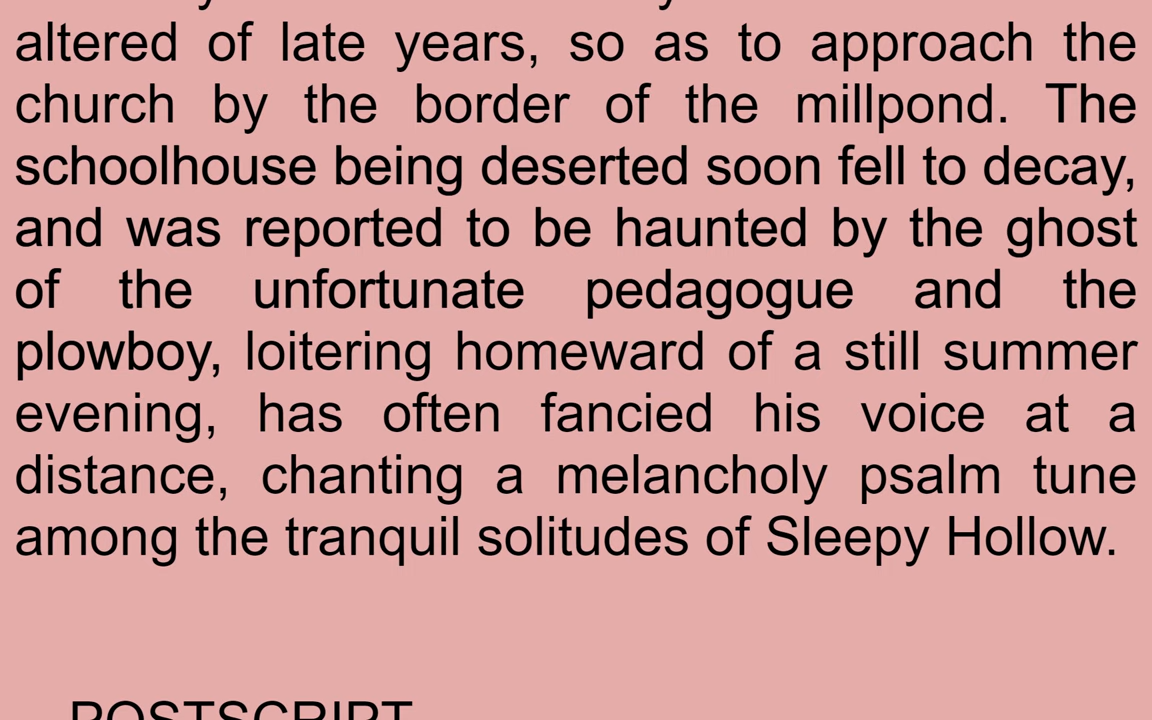 altered of late years, so as to approach the
church by the border of the millpond. The
schoolhouse being deserted soon fell to decay,
and was reported to be haunted by the ghost
of the unfortunate pedagogue and the
plowboy, loitering homeward of a still summer
evening, has often fancied his voice at a
distance, chanting a melancholy psalm tune
among the tranquil solitudes of Sleepy Hollow.
POSTSCRIPT